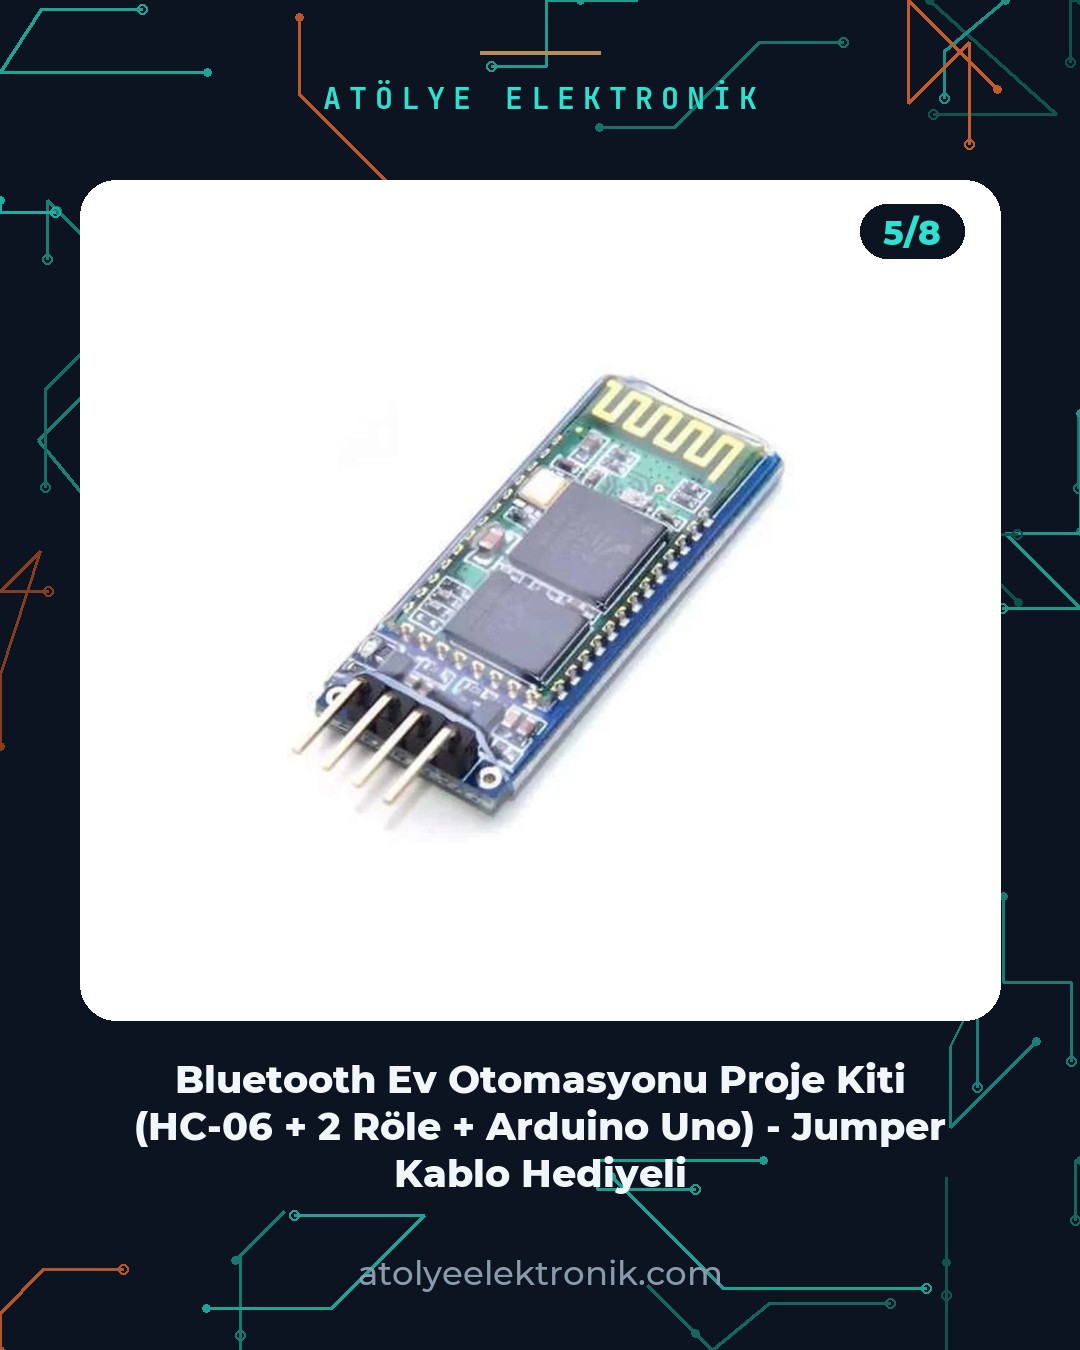 ATÖLYE ELEKTRONİK
5/8
Bluetooth Ev Otomasyonu Proje Kiti
(HC-06 + 2 Röle + Arduino Uno) - Jumper
Kablo Hediyeli
atolyeelektronik.com